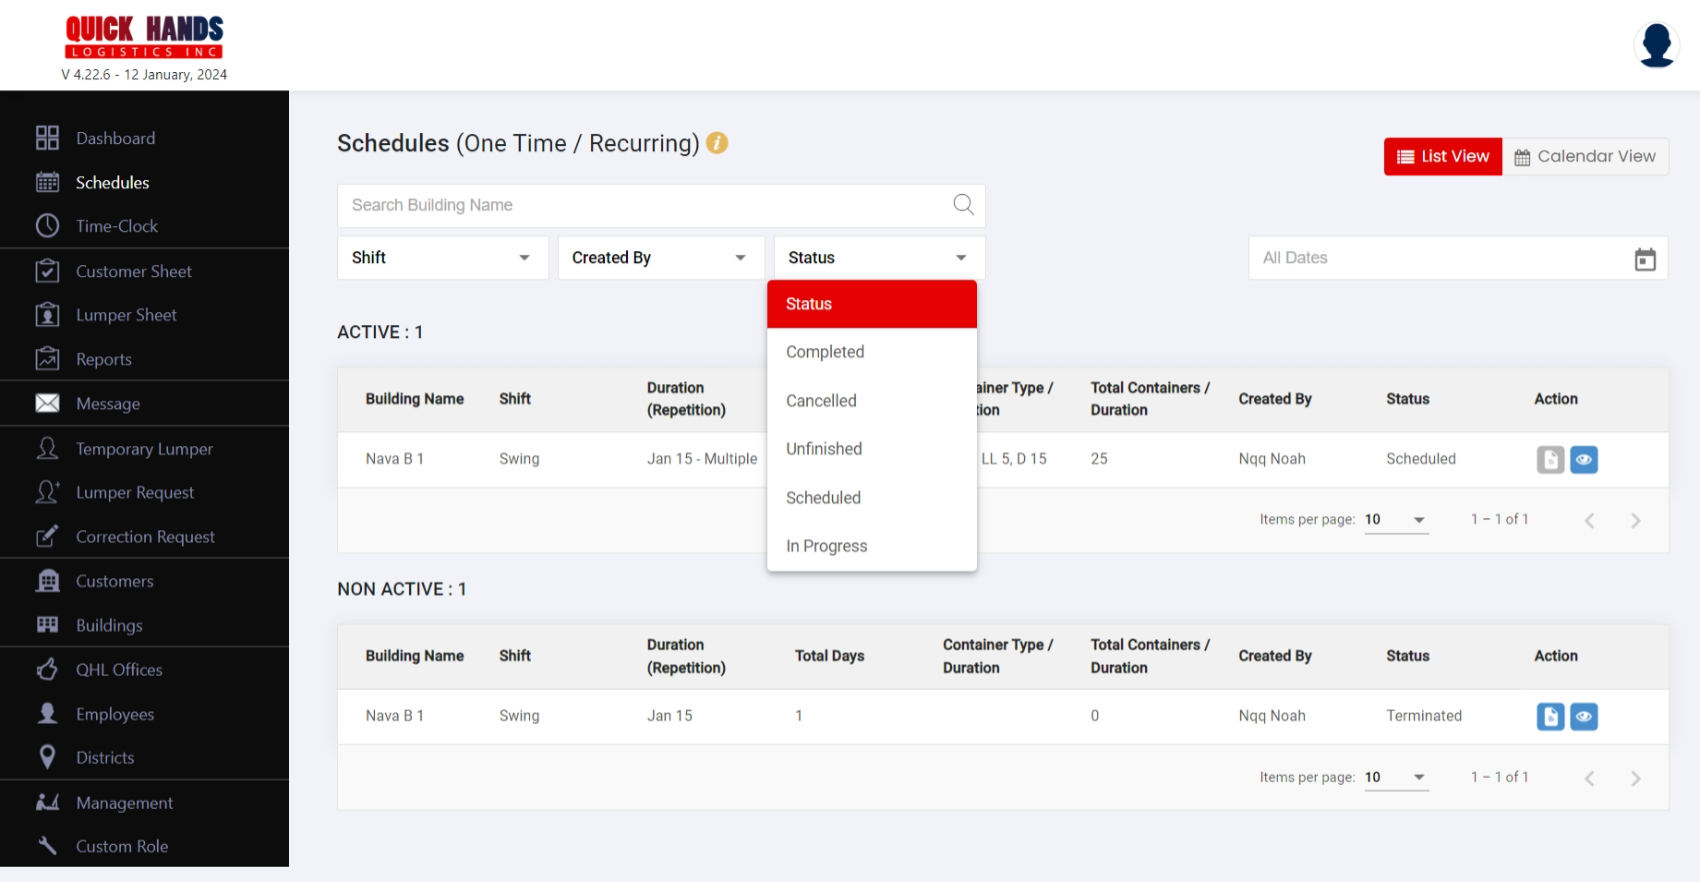 QUICK HANDS
LOGISTICS INC
V 4.22.6 - 12 January, 2024
Dashboard
Schedules
Time-Clock
Customer Sheet
Lumper Sheet
Reports
Message
Temporary Lumper
Lumper Request
Correction Request
Customers
Buildings
QHL Offices
Employees
Districts
Management
Custom Role
Schedules (One Time / Recurring) i
List View
Calendar View
Search Building Name
Shift
Created By
Status
All Dates
Status
Completed
Cancelled
Unfinished
Scheduled
In Progress
ACTIVE : 1
Building Name Shift Duration (Repetition) ainer Type / tion Total Containers / Duration Created By Status Action
Nava B 1 Swing Jan 15 - Multiple LL 5, D 15 25 Nqq Noah Scheduled
Items per page: 10 1 – 1 of 1
NON ACTIVE : 1
Building Name Shift Duration (Repetition) Total Days Container Type / Duration Total Containers / Duration Created By Status Action
Nava B 1 Swing Jan 15 1 0 Nqq Noah Terminated
Items per page: 10 1 – 1 of 1